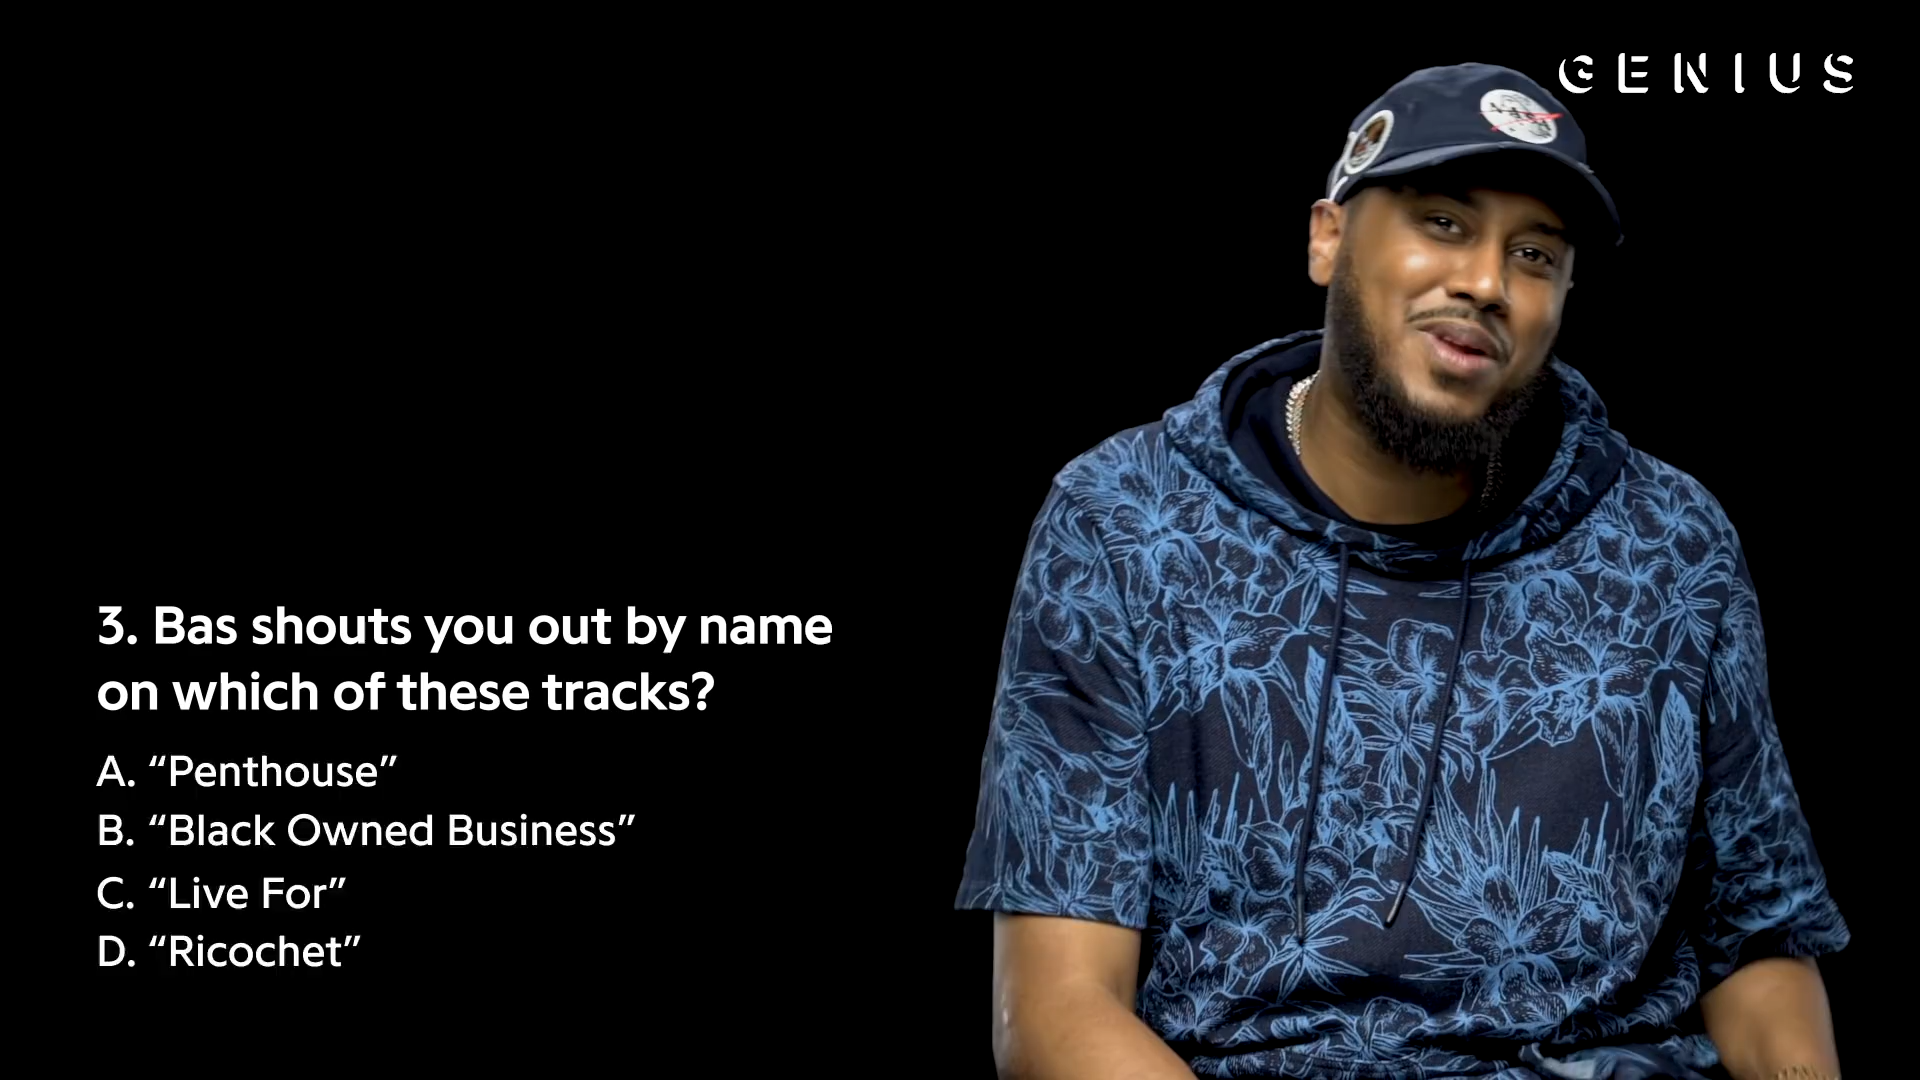 GENIUS
NASA
3. Bas shouts you out by name
on which of these tracks?
A. “Penthouse”
B. “Black Owned Business”
C. “Live For”
D. “Ricochet”